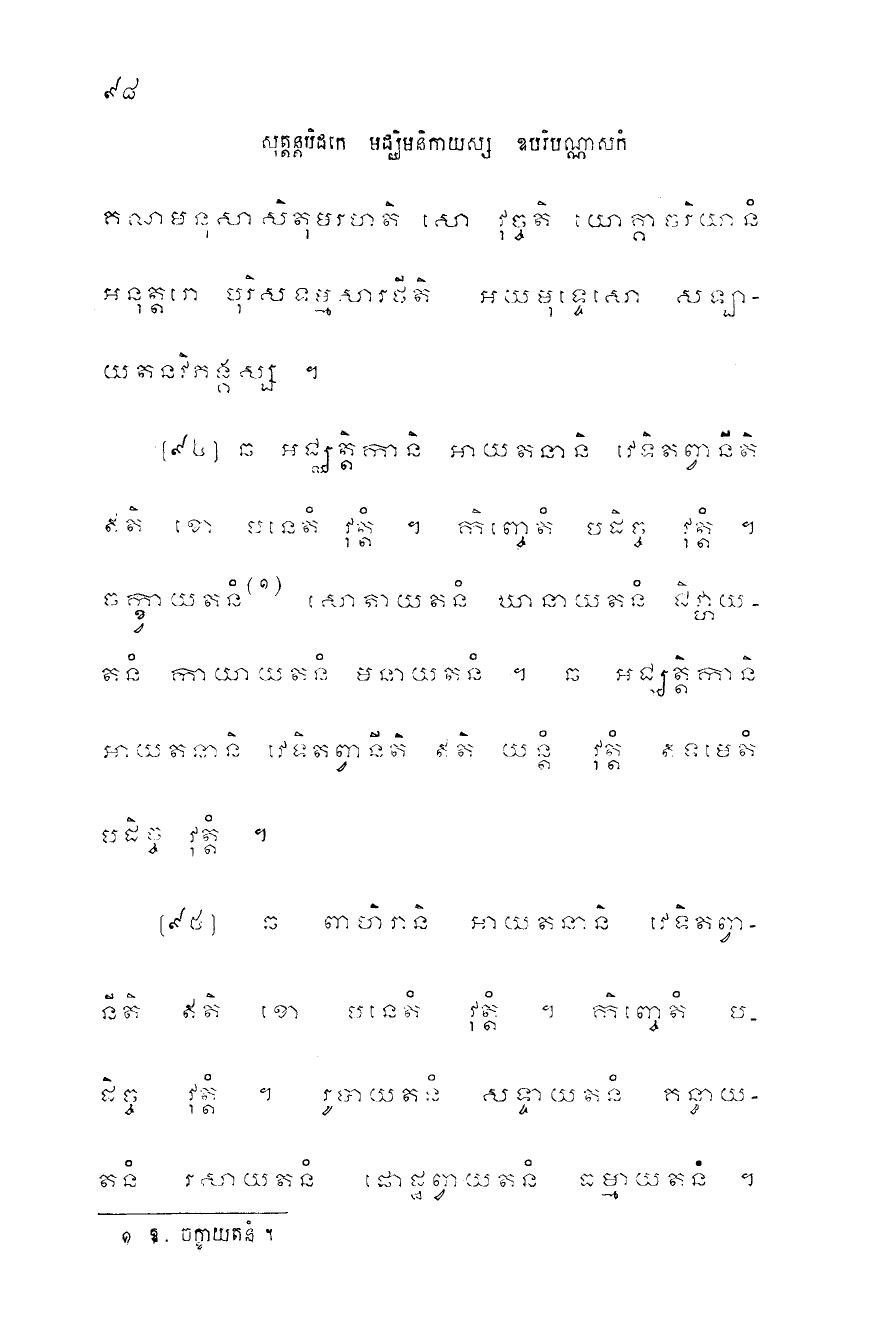 ៩៨
សុត្តន្តបិដកេ មជ្ឈិមនិកាយស្ស ឧបរិបណ្ណាសកំ
គណមនុសាសិតុមរហតិ សោ វុច្ចតិ យោគ្គាចរិយានំ
អនុត្តរោ បុរិសទម្មសារថីតិ អយមុទ្ទេសោ សឡា-
យតនវិភង្គស្ស ។
[៩៤] ឆ អជ្ឈត្តិកានិ អាយតនានិ វេទិតព្វានីតិ
ឥតិ ខោ បនេតំ វុត្តំ ។ កិញ្ចេតំ បដិច្ច វុត្តំ ។
ចក្ខ្វាយតនំ(១) សោតាយតនំ ឃានាយតនំ ជិវ្ហាយ-
តនំ កាយាយតនំ មនាយតនំ ។ ឆ អជ្ឈត្តិកានិ
អាយតនានិ វេទិតព្វានីតិ ឥតិ យន្តំ វុត្តំ ឥទមេតំ
បដិច្ច វុត្តំ ។
[៩៥] ឆ ពាហិរានិ អាយតនានិ វេទិតព្វា-
នីតិ ឥតិ ខោ បនេតំ វុត្តំ ។ កិញ្ចេតំ ប-
ដិច្ច វុត្តំ ។ រូបាយតនំ សទ្ទាយតនំ គន្ធាយ-
តនំ រសាយតនំ ផោដ្ឋព្វាយតនំ ធម្មាយតនំ ។
១ ឱ. ចក្ខាយតនំ ។